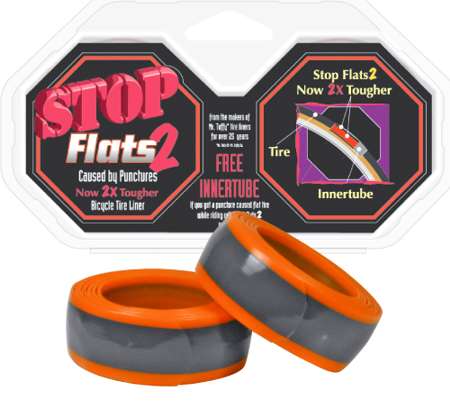 STOP
Flats2
Caused by Punctures
Now 2X Tougher
Bicycle Tire Liner
from the makers of
Mr. Tuffy® tire liners
for over 25 years
FREE
INNERTUBE
If you get a puncture caused flat tire
while riding
Stop Flats2
Now 2X Tougher
Tire
Innertube